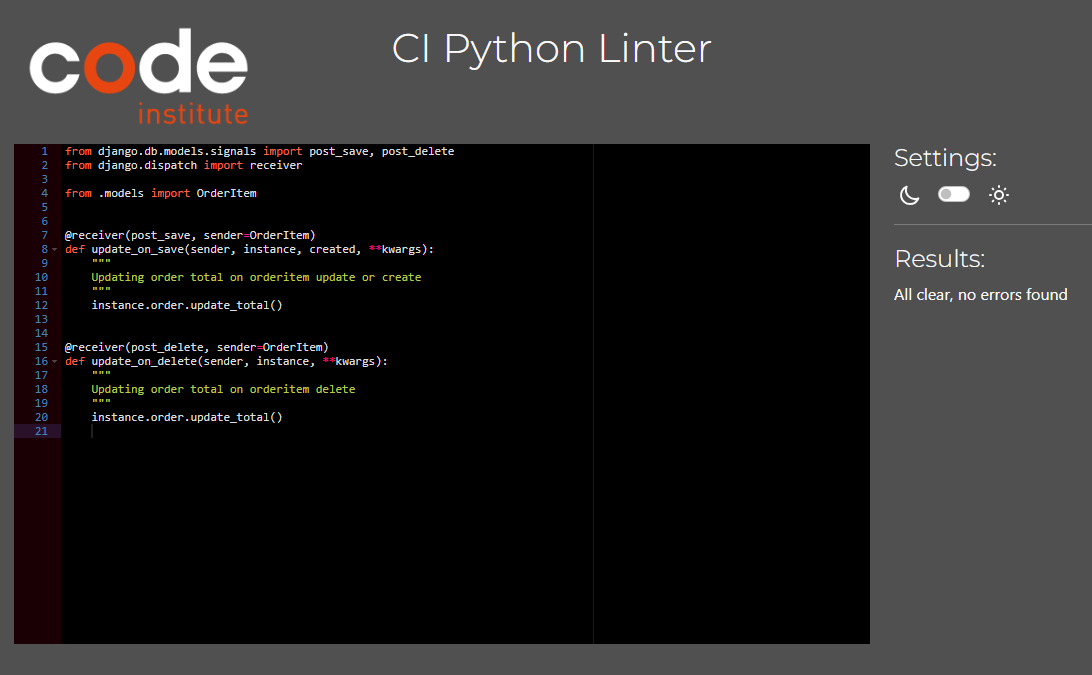 code
institute
CI Python Linter
1 from django.db.models.signals import post_save, post_delete
2 from django.dispatch import receiver
3
4 from .models import OrderItem
5
6
7 @receiver(post_save, sender=OrderItem)
8 def update_on_save(sender, instance, created, **kwargs):
9 """
10 Updating order total on orderitem update or create
11 """
12 instance.order.update_total()
13
14
15 @receiver(post_delete, sender=OrderItem)
16 def update_on_delete(sender, instance, **kwargs):
17 """
18 Updating order total on orderitem delete
19 """
20 instance.order.update_total()
21
Settings:
Results:
All clear, no errors found